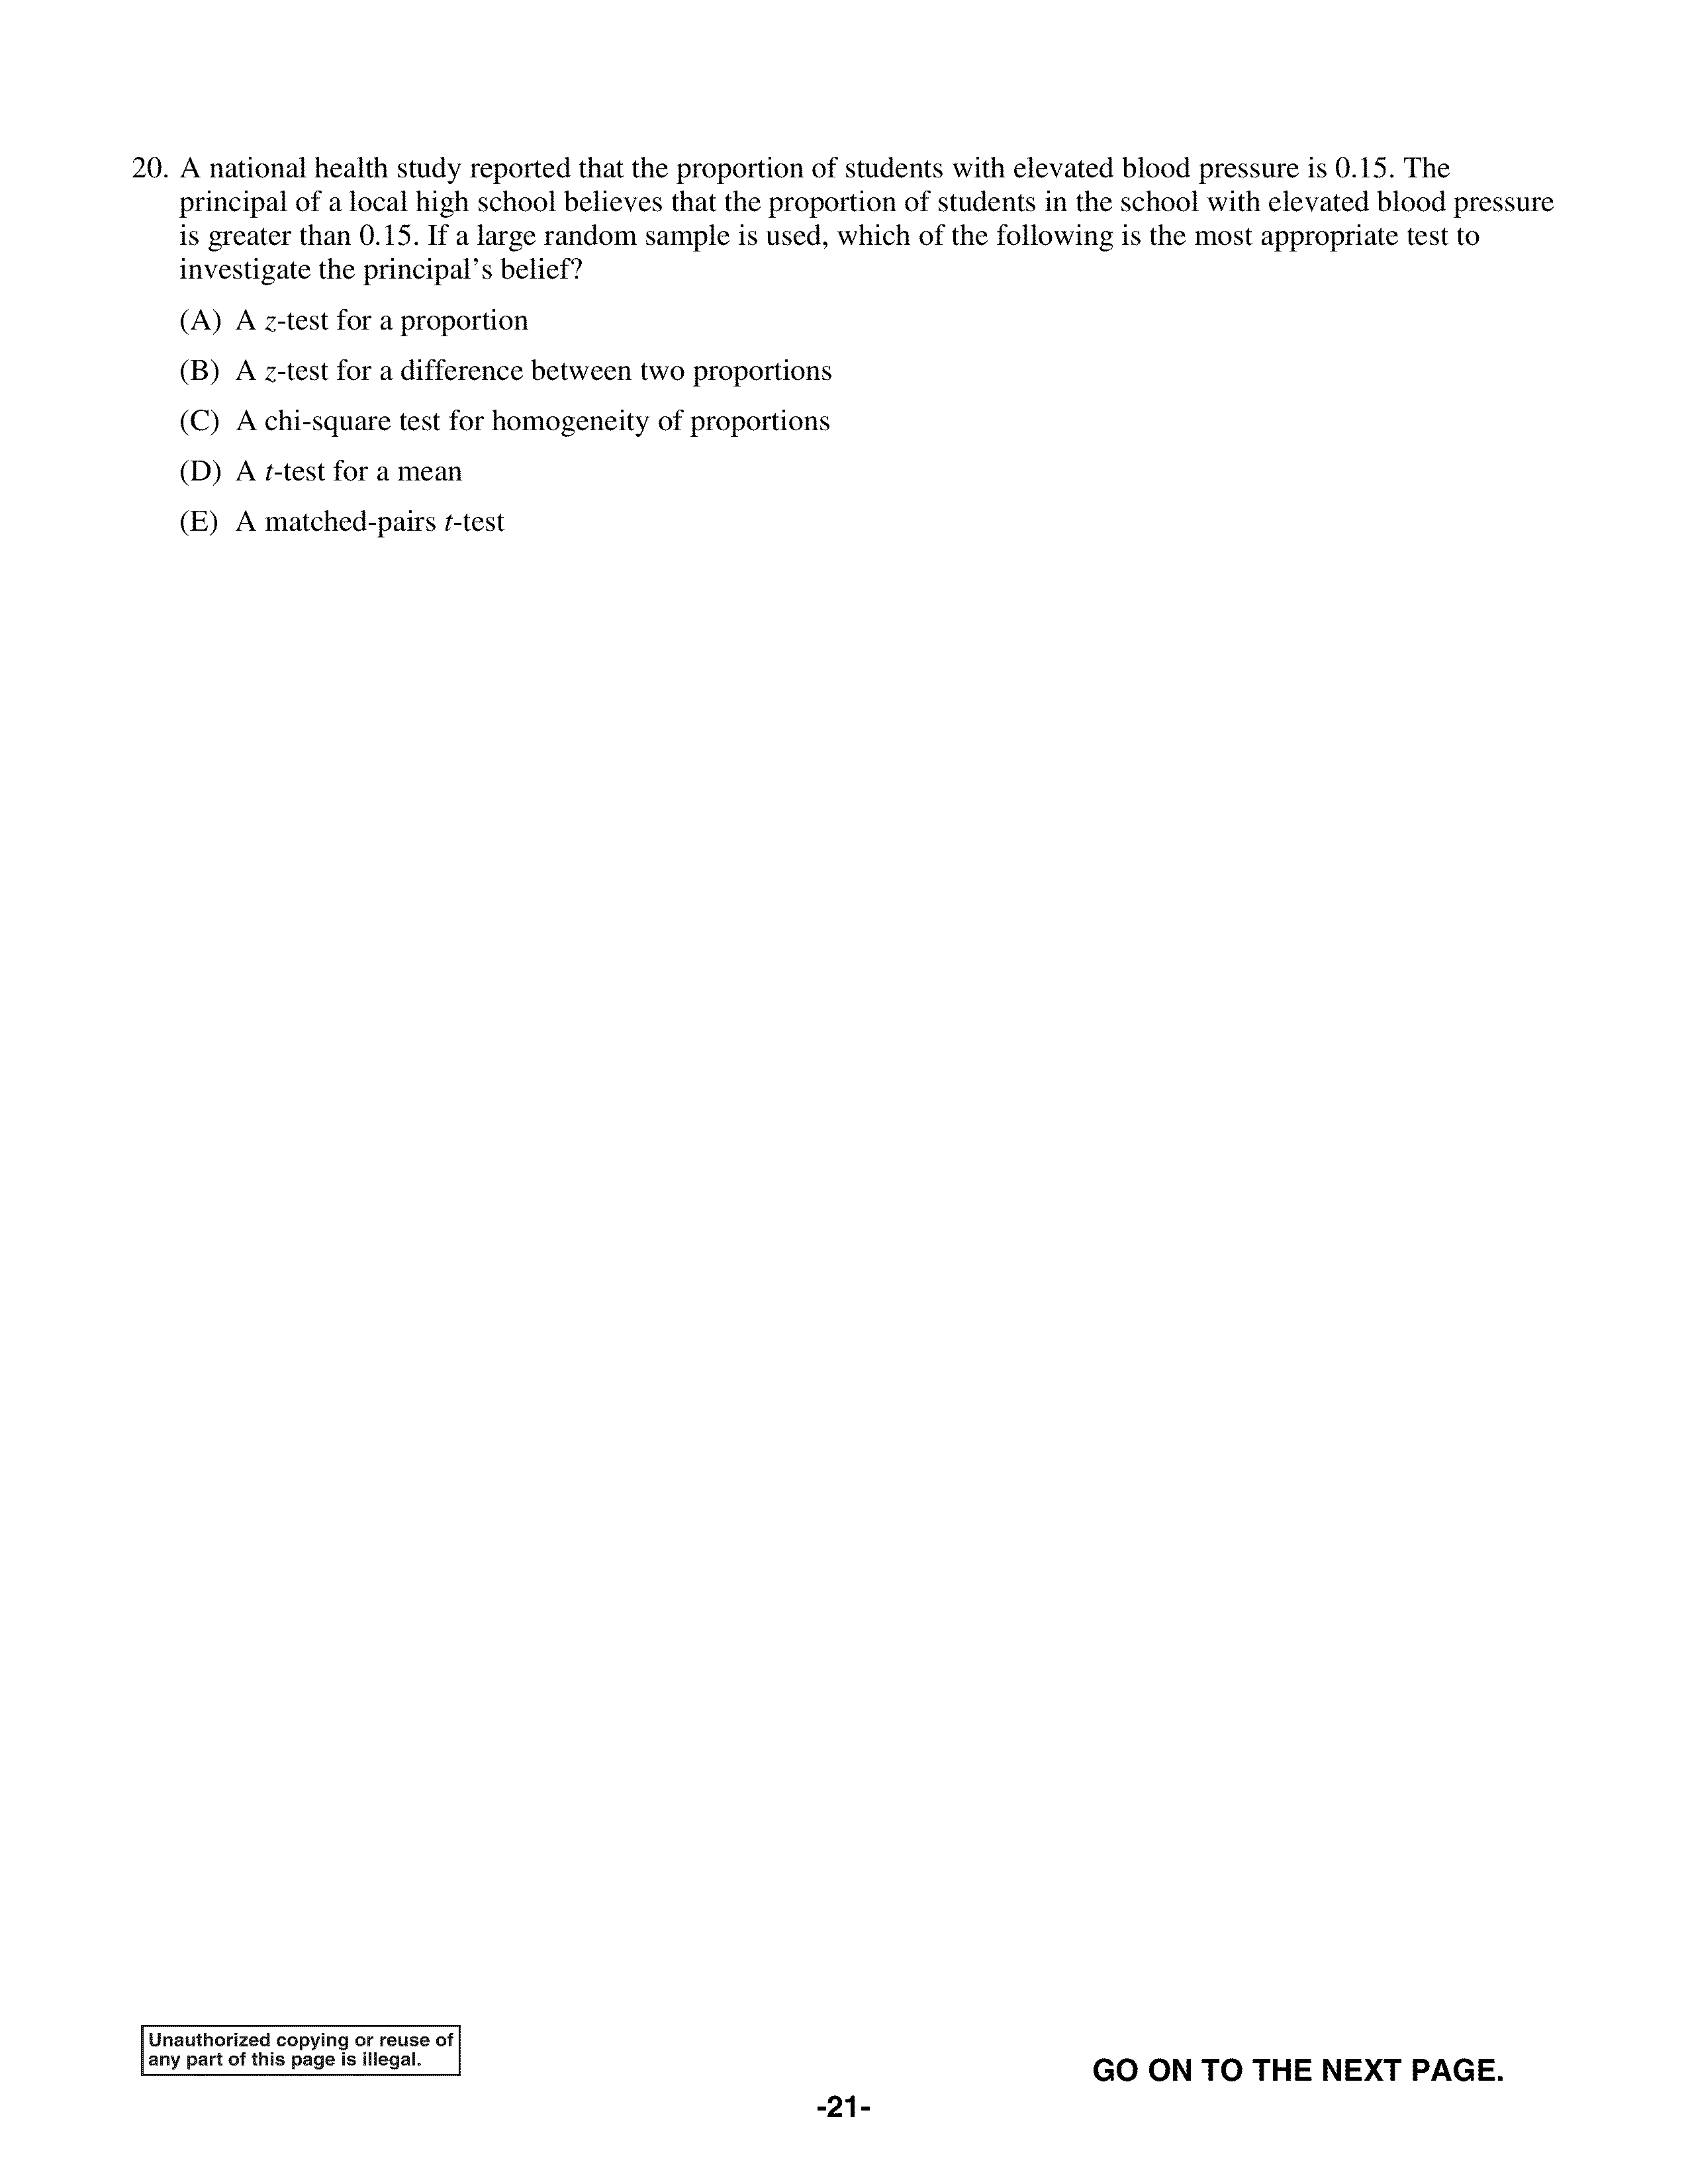 20. A national health study reported that the proportion of students with elevated blood pressure is 0.15. The
principal of a local high school believes that the proportion of students in the school with elevated blood pressure
is greater than 0.15. If a large random sample is used, which of the following is the most appropriate test to
investigate the principal’s belief?
(A) A z-test for a proportion
(B) A z-test for a difference between two proportions
(C) A chi-square test for homogeneity of proportions
(D) A t-test for a mean
(E) A matched-pairs t-test
Unauthorized copying or reuse of
any part of this page is illegal.
GO ON TO THE NEXT PAGE.
-21-